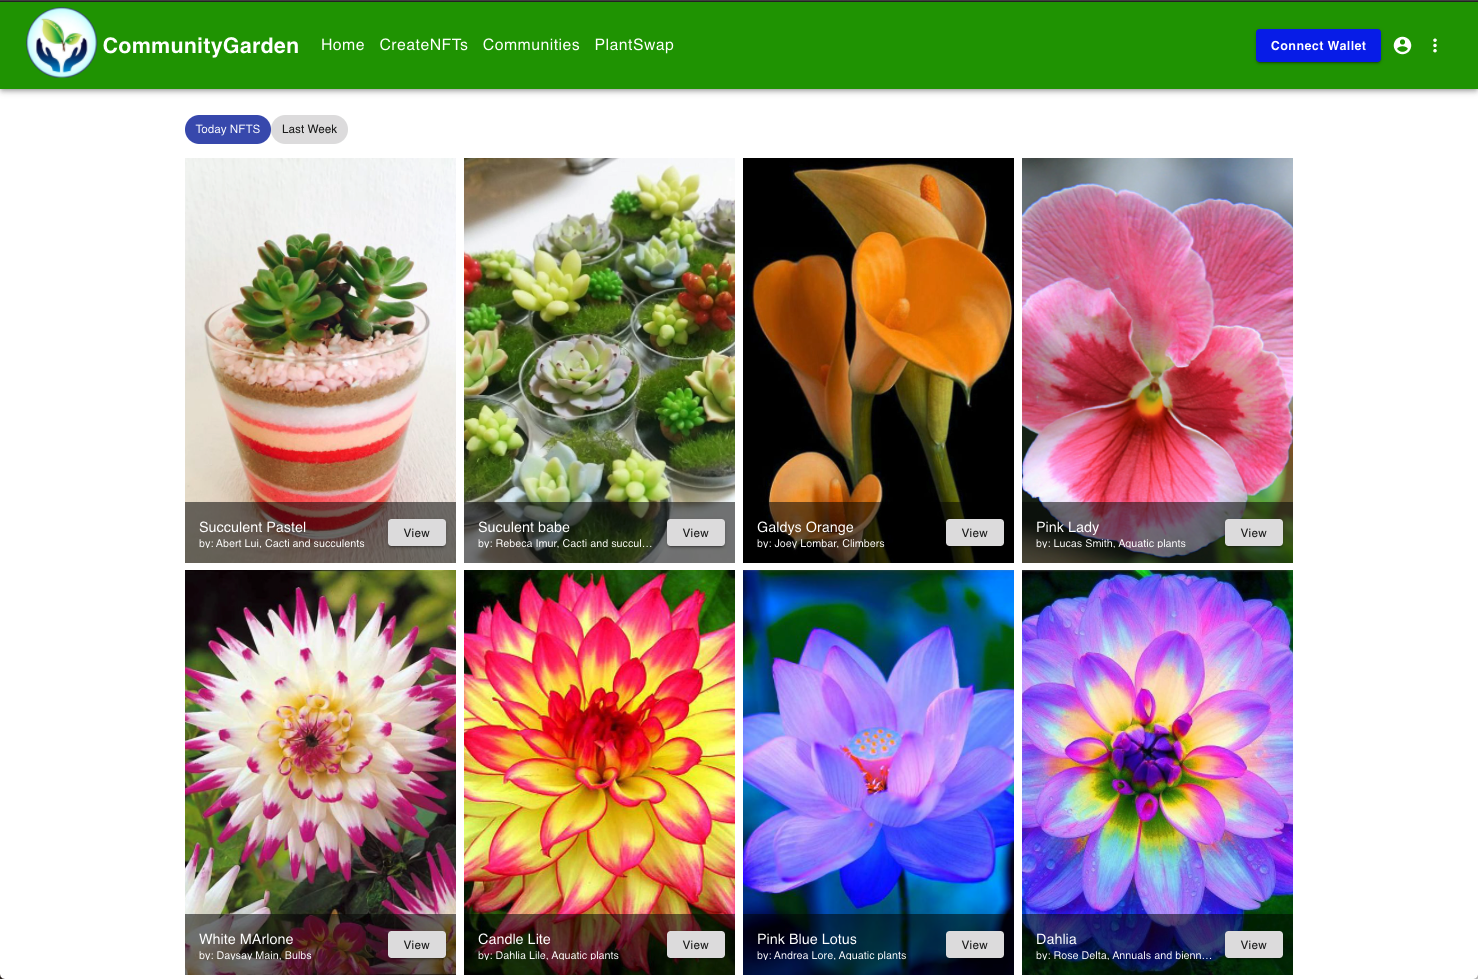 CommunityGarden Home CreateNFTs Communities PlantSwap Connect Wallet
Today NFTS Last Week
Succulent Pastel
by: Abert Lui, Cacti and succulents
View
Suculent babe
by: Rebeca Imur, Cacti and succul...
View
Galdys Orange
by: Joey Lombar, Climbers
View
Pink Lady
by: Lucas Smith, Aquatic plants
View
White MArlone
by: Daysay Main, Bulbs
View
Candle Lite
by: Dahlia Lile, Aquatic plants
View
Pink Blue Lotus
by: Andrea Lore, Aquatic plants
View
Dahlia
by: Rose Delta, Annuals and bienn...
View